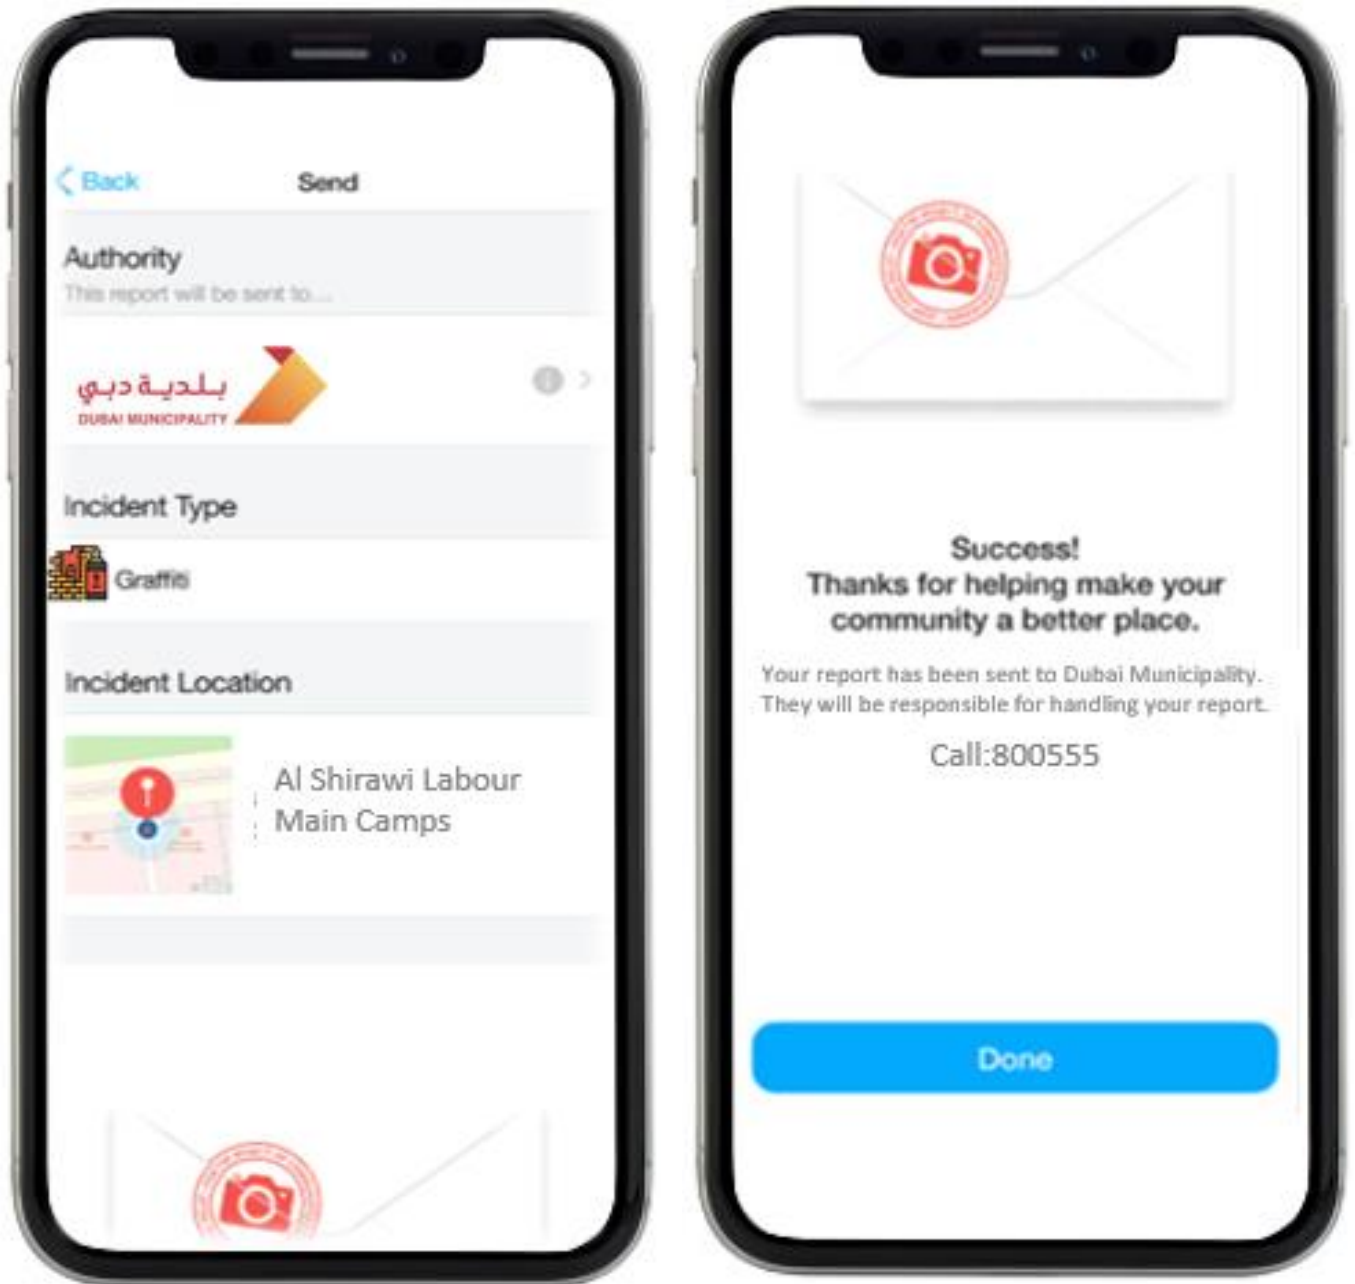 Back
Send
Authority
This report will be sent to...
بلدية دبي
DUBAI MUNICIPALITY
Incident Type
Graffiti
Incident Location
Al Shirawi Labour
Main Camps
Success!
Thanks for helping make your
community a better place.
Your report has been sent to Dubai Municipality.
They will be responsible for handling your report.
Call:800555
Done